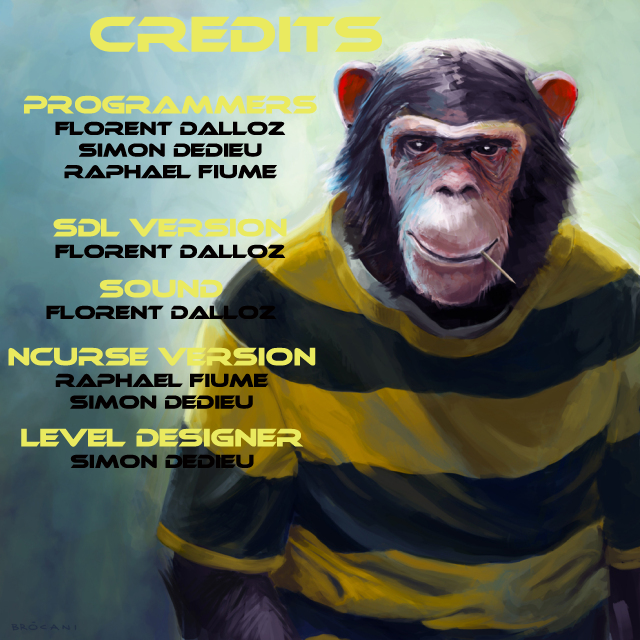 CREDITS
PROGRAMMERS
FLORENT DALLOZ
SIMON DEDIEU
RAPHAEL FIUME
SDL VERSION
FLORENT DALLOZ
SOUND
FLORENT DALLOZ
NCURSE VERSION
RAPHAEL FIUME
SIMON DEDIEU
LEVEL DESIGNER
SIMON DEDIEU
BRÓCANI